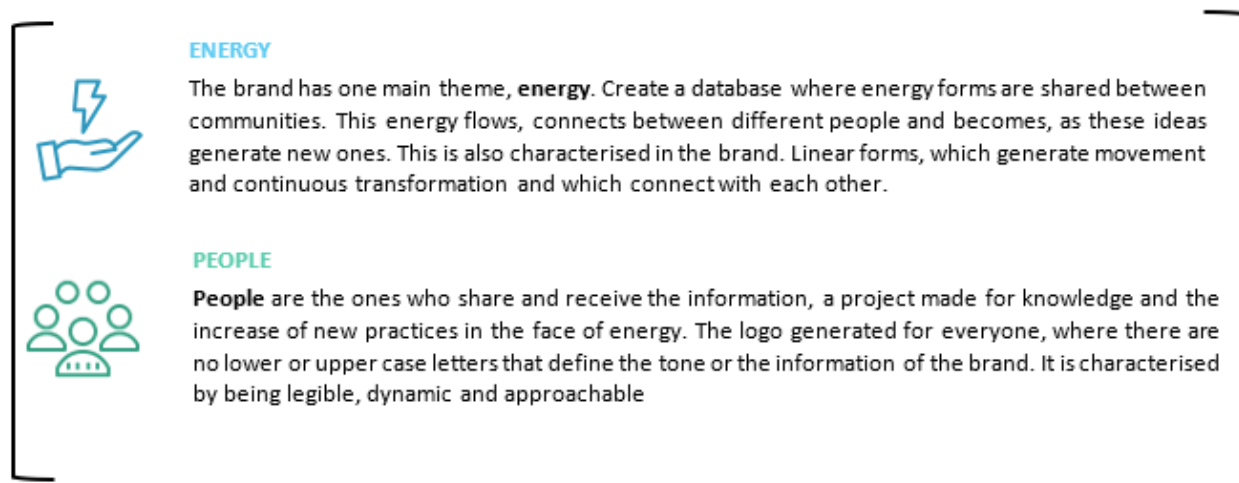 ENERGY
The brand has one main theme, energy. Create a database where energy forms are shared between
communities. This energy flows, connects between different people and becomes, as these ideas
generate new ones. This is also characterised in the brand. Linear forms, which generate movement
and continuous transformation and which connect with each other.
PEOPLE
People are the ones who share and receive the information, a project made for knowledge and the
increase of new practices in the face of energy. The logo generated for everyone, where there are
no lower or upper case letters that define the tone or the information of the brand. It is characterised
by being legible, dynamic and approachable